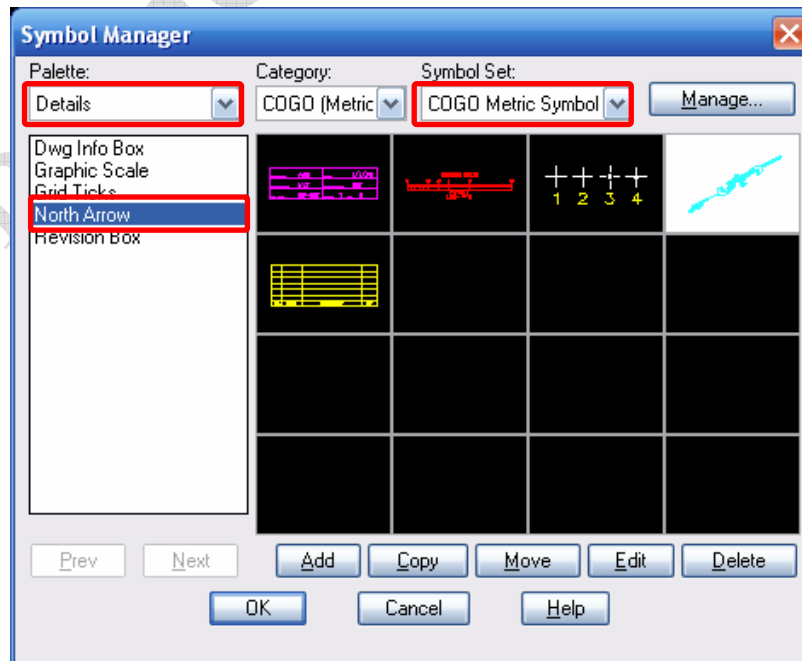 Symbol Manager
Palette: Category: Symbol Set:
Details COGO (Metric COGO Metric Symbol Manage...
Dwg Info Box
Graphic Scale
Grid Ticks
North Arrow
Revision Box
1 2 3 4
Prev Next Add Copy Move Edit Delete
OK Cancel Help